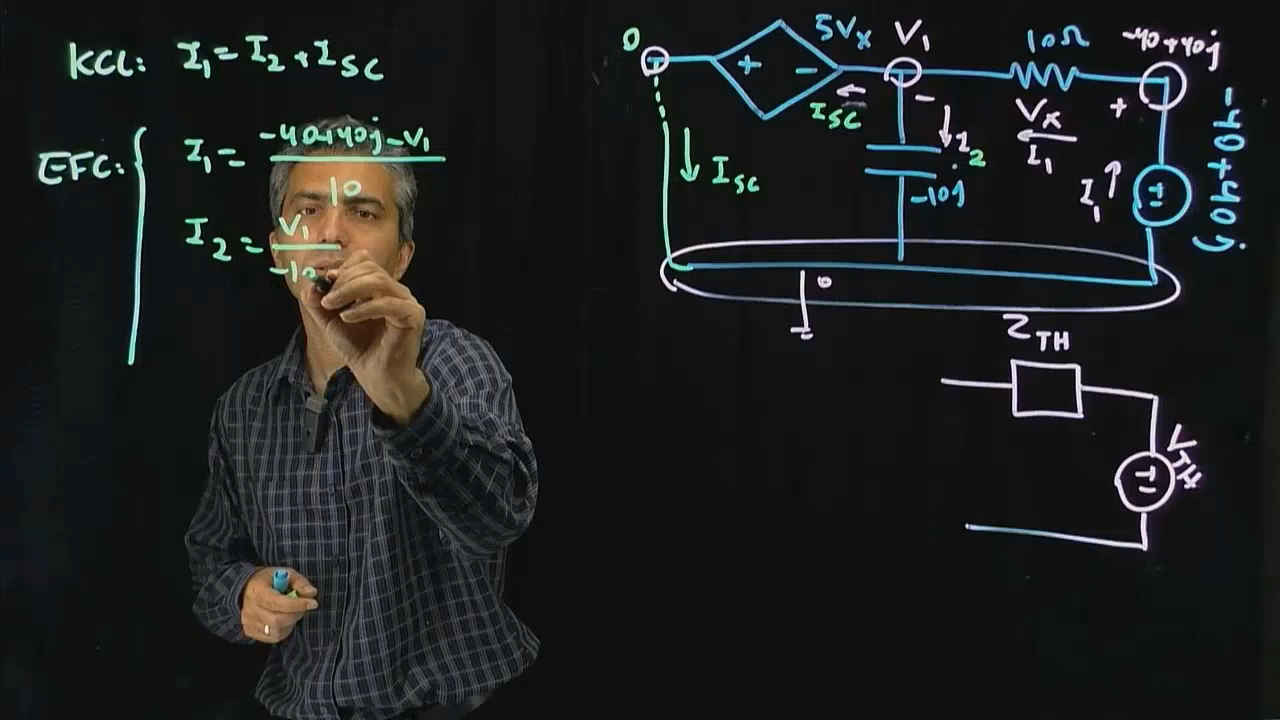 KCL: I1 = I2 + ISC
EFC: I1 = -40+40j-V1
10
I2 = V1
-10
0
+ -
5Vx
V1
10Ω
-40+40j
ISC
-
Vx
+
I1
I2
-10j
I1
+
-40+40j
ISC
0
ZTH
VTH